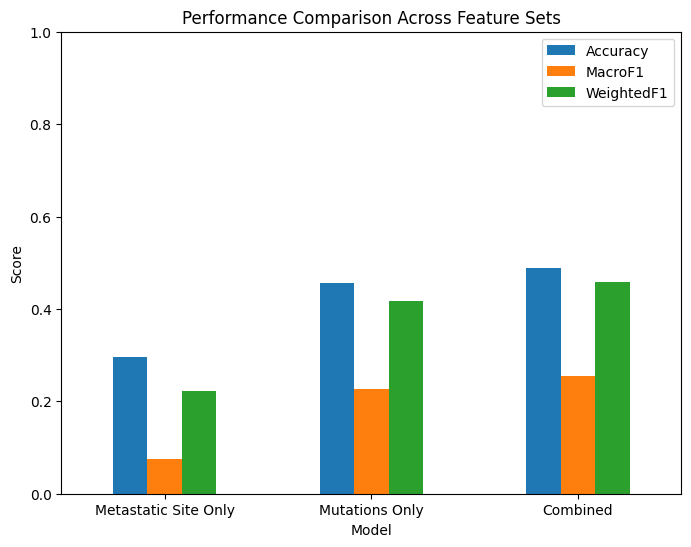 Performance Comparison Across Feature Sets
1.0
0.8
0.6
0.4
0.2
0.0
Score
Accuracy
MacroF1
WeightedF1
Metastatic Site Only
Mutations Only
Combined
Model